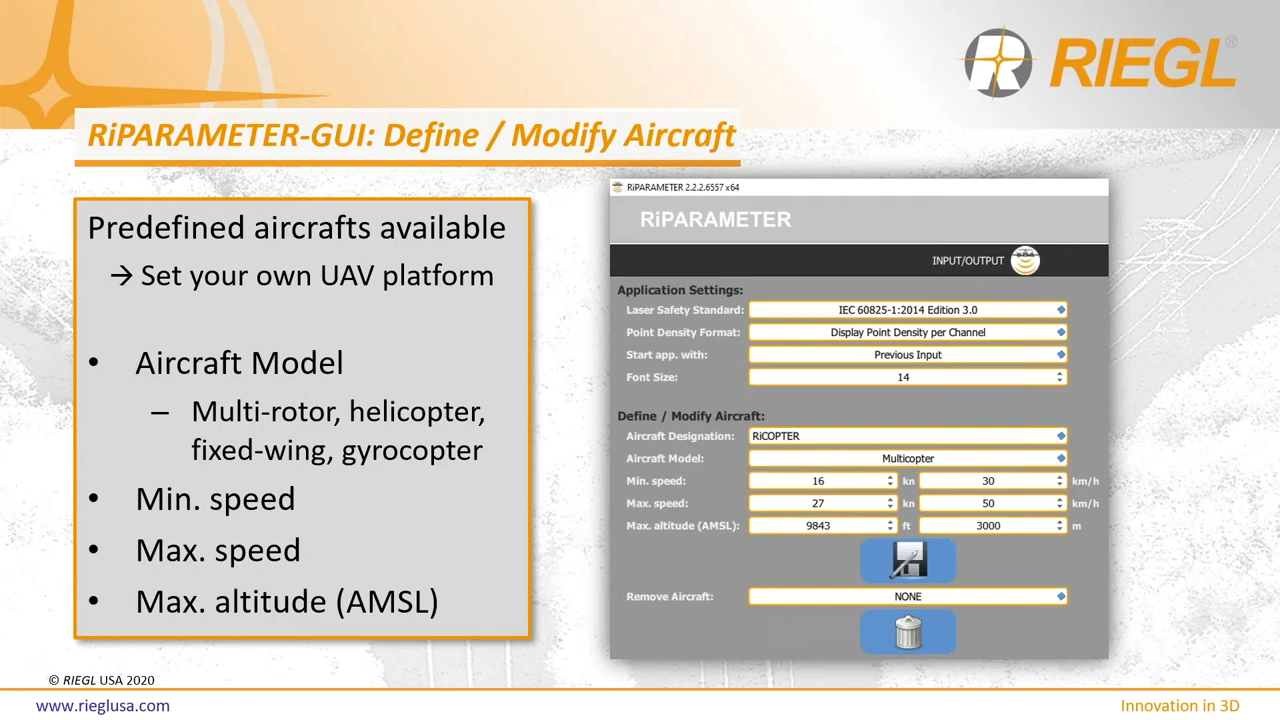 RIEGL®
RiPARAMETER-GUI: Define / Modify Aircraft
Predefined aircrafts available
→ Set your own UAV platform
• Aircraft Model
– Multi-rotor, helicopter,
fixed-wing, gyrocopter
• Min. speed
• Max. speed
• Max. altitude (AMSL)
RiPARAMETER 2.2.2.6557 x64
RiPARAMETER
INPUT/OUTPUT
Application Settings:
Laser Safety Standard: IEC 60825-1:2014 Edition 3.0
Point Density Format: Display Point Density per Channel
Start app. with: Previous Input
Font Size: 14
Define / Modify Aircraft:
Aircraft Designation: RiCOPTER
Aircraft Model: Multicopter
Min. speed: 16 kn 30 km/h
Max. speed: 27 kn 50 km/h
Max. altitude (AMSL): 9843 ft 3000 m
Remove Aircraft: NONE
© RIEGL USA 2020
www.rieglusa.com
Innovation in 3D